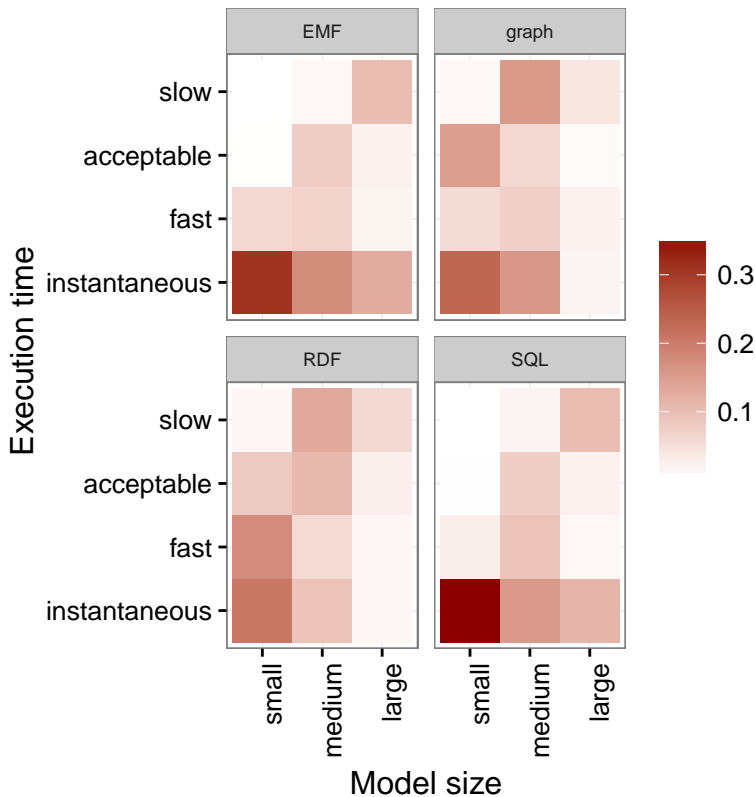 EMF
graph
slow
acceptable
fast
instantaneous
Execution time
0.3
0.2
0.1
RDF
SQL
slow
acceptable
fast
instantaneous
small
medium
large
small
medium
large
Model size